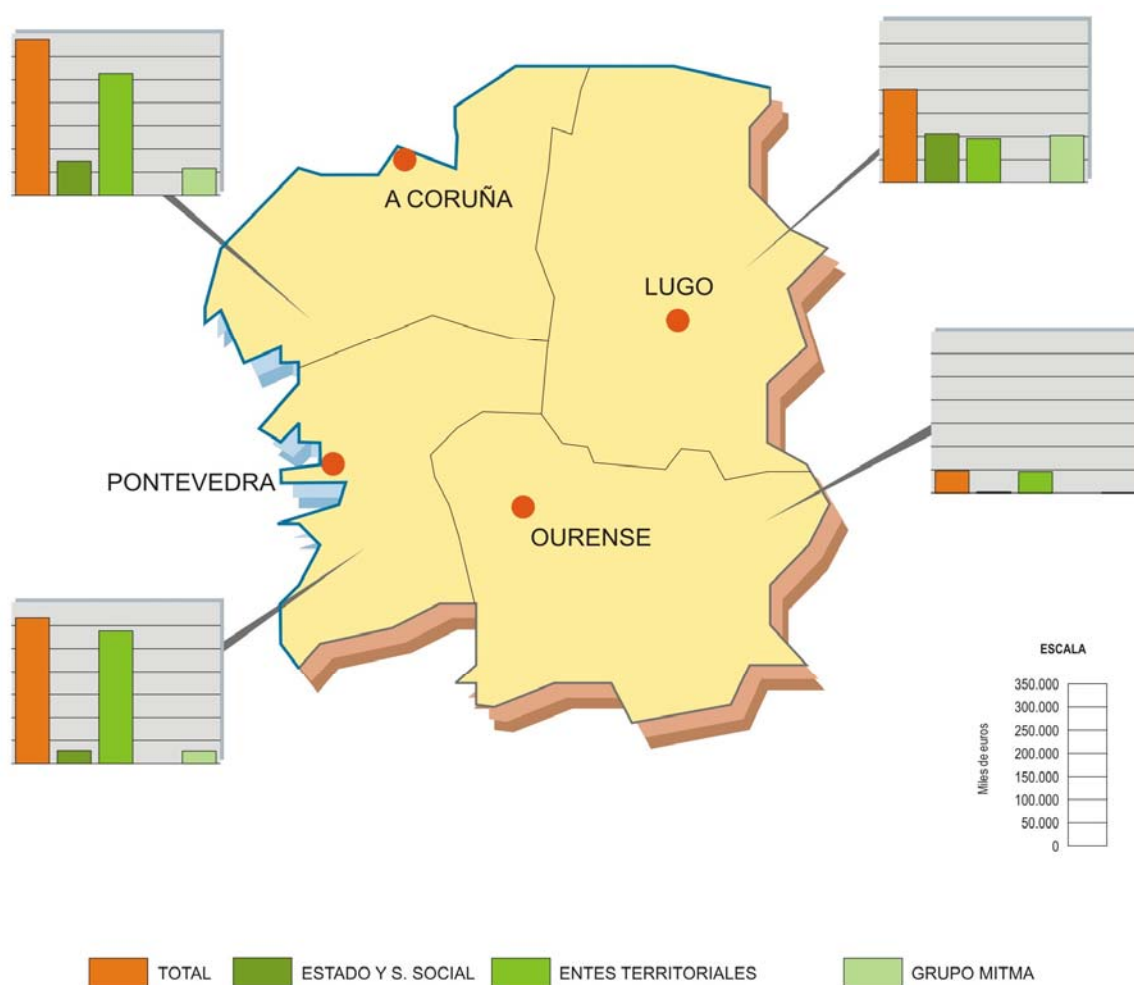 A CORUÑA
LUGO
PONTEVEDRA
OURENSE
ESCALA
Miles de euros
350.000
300.000
250.000
200.000
150.000
100.000
50.000
0
TOTAL
ESTADO Y S. SOCIAL
ENTES TERRITORIALES
GRUPO MITMA